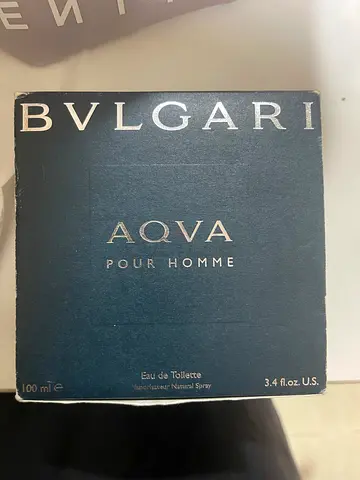 BVLGARI
AQVA
POUR HOMME
Eau de Toilette
Vaporisateur Natural Spray
100 ml ℮
3.4 fl.oz. U.S.